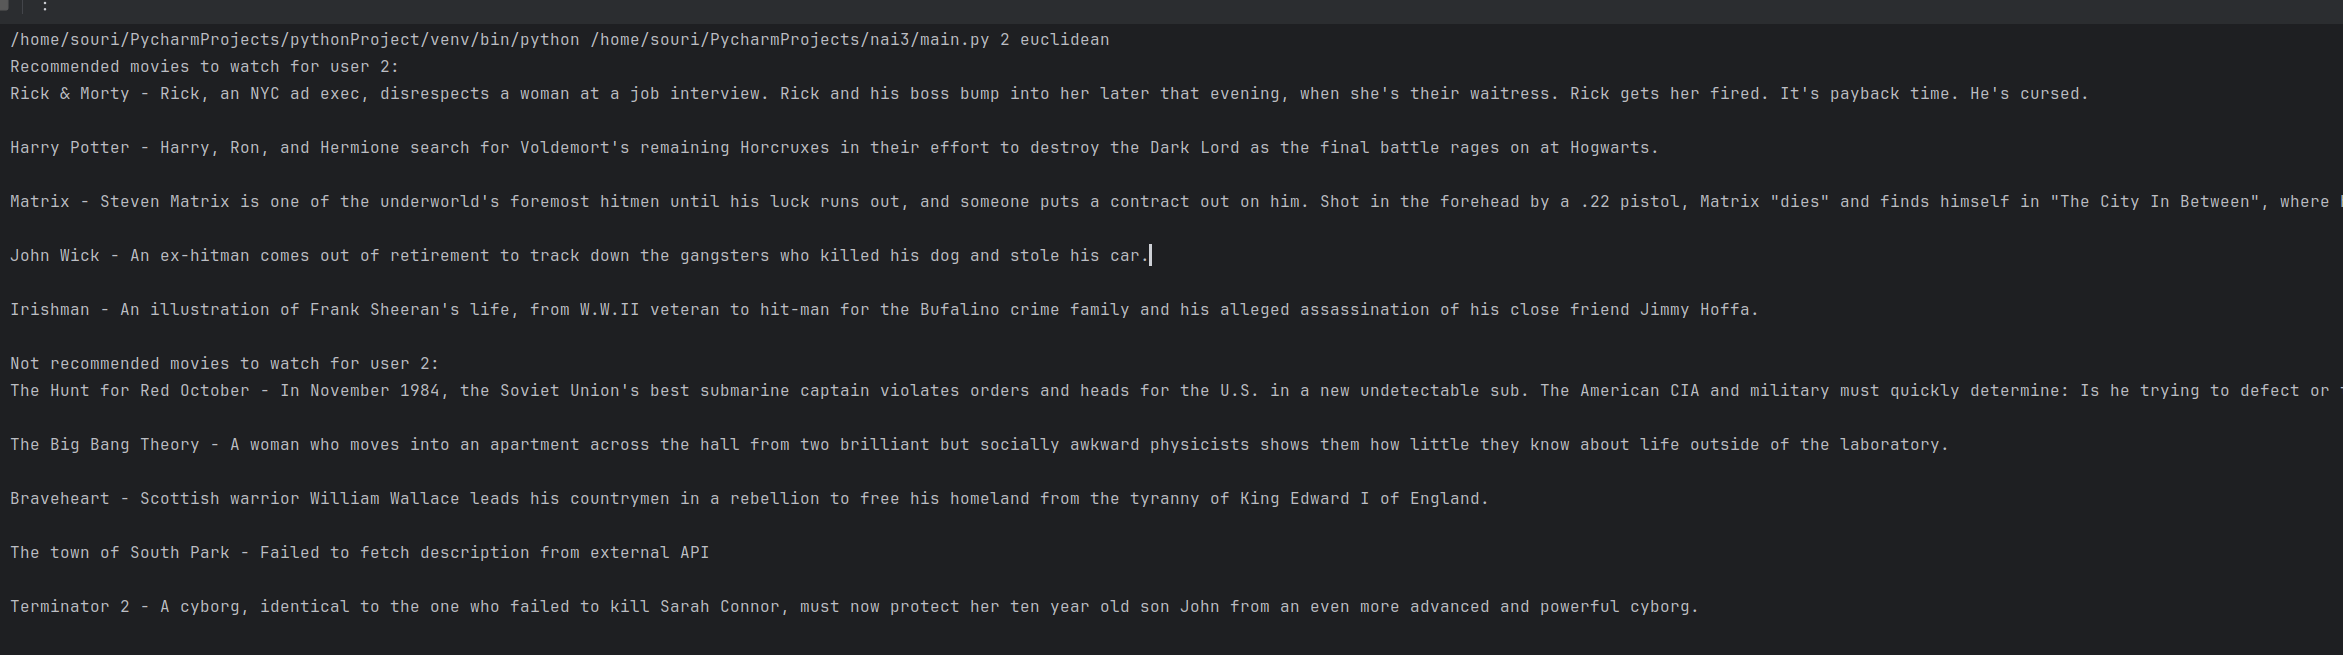 :
/home/souri/PycharmProjects/pythonProject/venv/bin/python /home/souri/PycharmProjects/nai3/main.py 2 euclidean
Recommended movies to watch for user 2:
Rick & Morty - Rick, an NYC ad exec, disrespects a woman at a job interview. Rick and his boss bump into her later that evening, when she's their waitress. Rick gets her fired. It's payback time. He's cursed.
Harry Potter - Harry, Ron, and Hermione search for Voldemort's remaining Horcruxes in their effort to destroy the Dark Lord as the final battle rages on at Hogwarts.
Matrix - Steven Matrix is one of the underworld's foremost hitmen until his luck runs out, and someone puts a contract out on him. Shot in the forehead by a .22 pistol, Matrix "dies" and finds himself in "The City In Between", where
John Wick - An ex-hitman comes out of retirement to track down the gangsters who killed his dog and stole his car.
Irishman - An illustration of Frank Sheeran's life, from W.W.II veteran to hit-man for the Bufalino crime family and his alleged assassination of his close friend Jimmy Hoffa.
Not recommended movies to watch for user 2:
The Hunt for Red October - In November 1984, the Soviet Union's best submarine captain violates orders and heads for the U.S. in a new undetectable sub. The American CIA and military must quickly determine: Is he trying to defect or
The Big Bang Theory - A woman who moves into an apartment across the hall from two brilliant but socially awkward physicists shows them how little they know about life outside of the laboratory.
Braveheart - Scottish warrior William Wallace leads his countrymen in a rebellion to free his homeland from the tyranny of King Edward I of England.
The town of South Park - Failed to fetch description from external API
Terminator 2 - A cyborg, identical to the one who failed to kill Sarah Connor, must now protect her ten year old son John from an even more advanced and powerful cyborg.